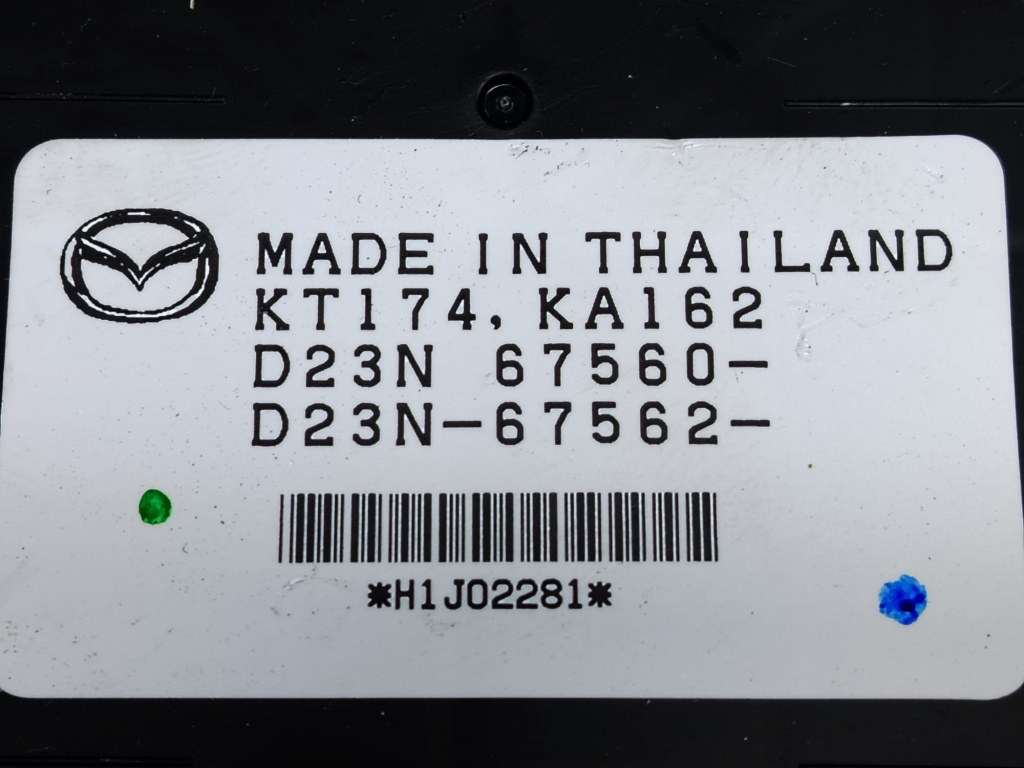 MADE IN THAILAND
KT174, KA162
D23N 67560-
D23N-67562-
*H1J02281*